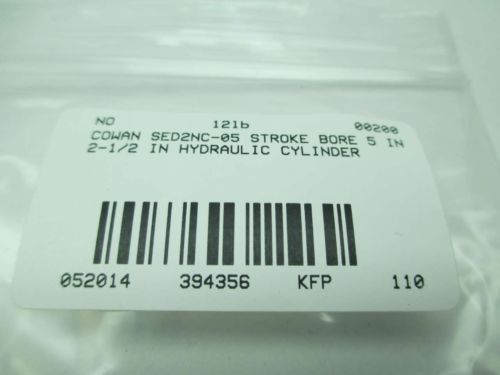 NO 121b 00200
COWAN SED2NC-05 STROKE BORE 5 IN
2-1/2 IN HYDRAULIC CYLINDER
052014 394356 KFP 110